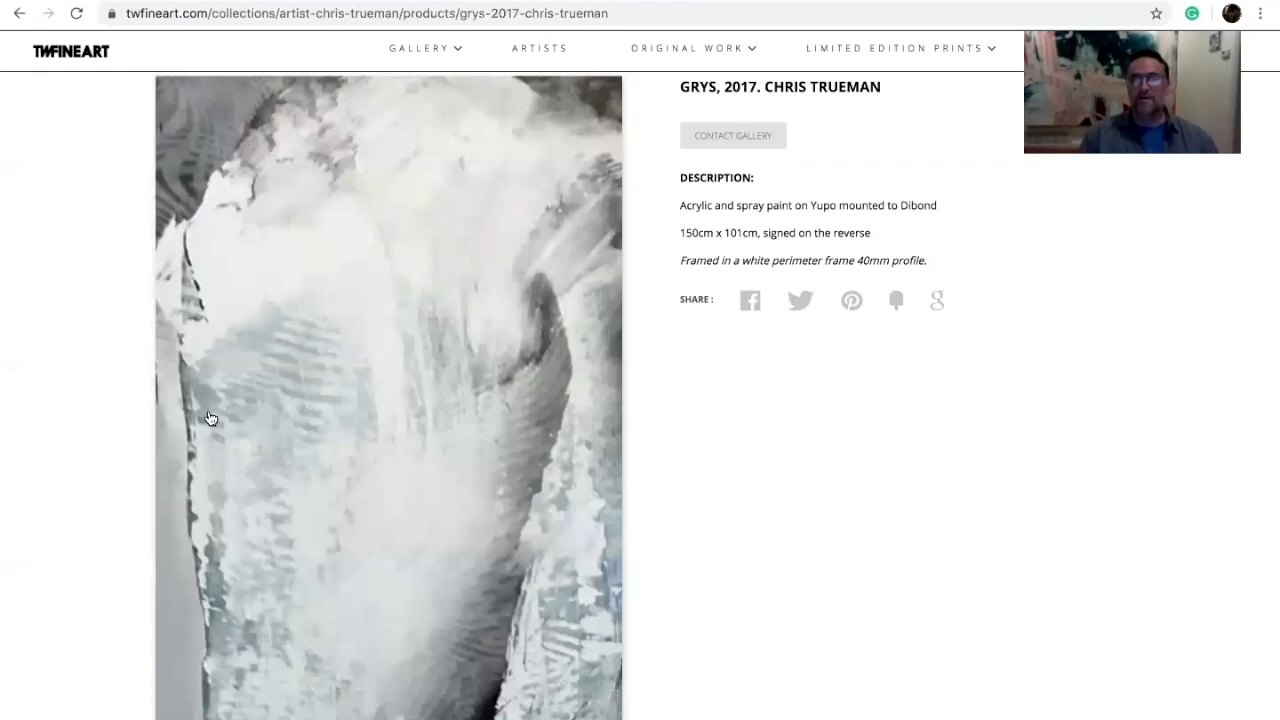 twfineart.com/collections/artist-chris-trueman/products/grys-2017-chris-trueman
TWFINEART
GALLERY
ARTISTS
ORIGINAL WORK
LIMITED EDITION PRINTS
GRYS, 2017. CHRIS TRUEMAN
CONTACT GALLERY
DESCRIPTION:
Acrylic and spray paint on Yupo mounted to Dibond
150cm x 101cm, signed on the reverse
Framed in a white perimeter frame 40mm profile.
SHARE :